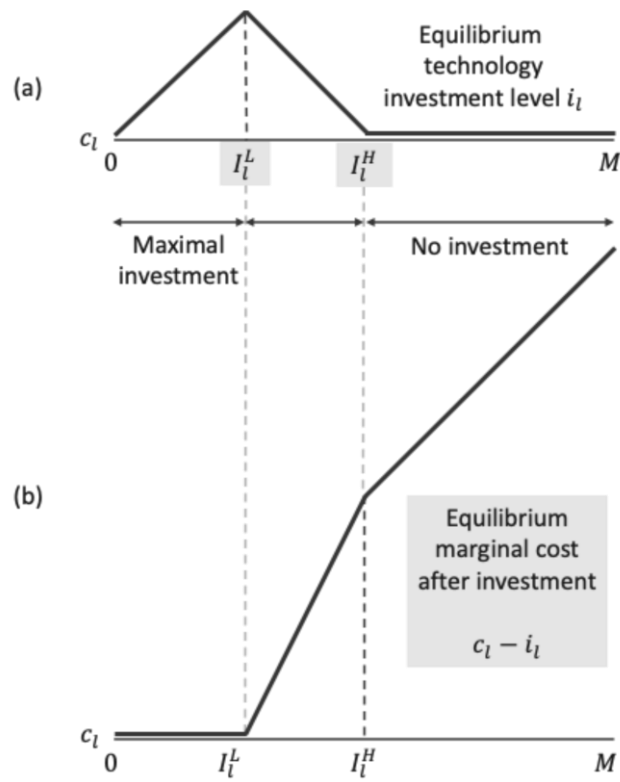 (a)
Equilibrium
technology
investment level i_l
c_l
0
I_l^L
I_l^H
M
Maximal
investment
No investment
(b)
Equilibrium
marginal cost
after investment
c_l − i_l
c_l
0
I_l^L
I_l^H
M